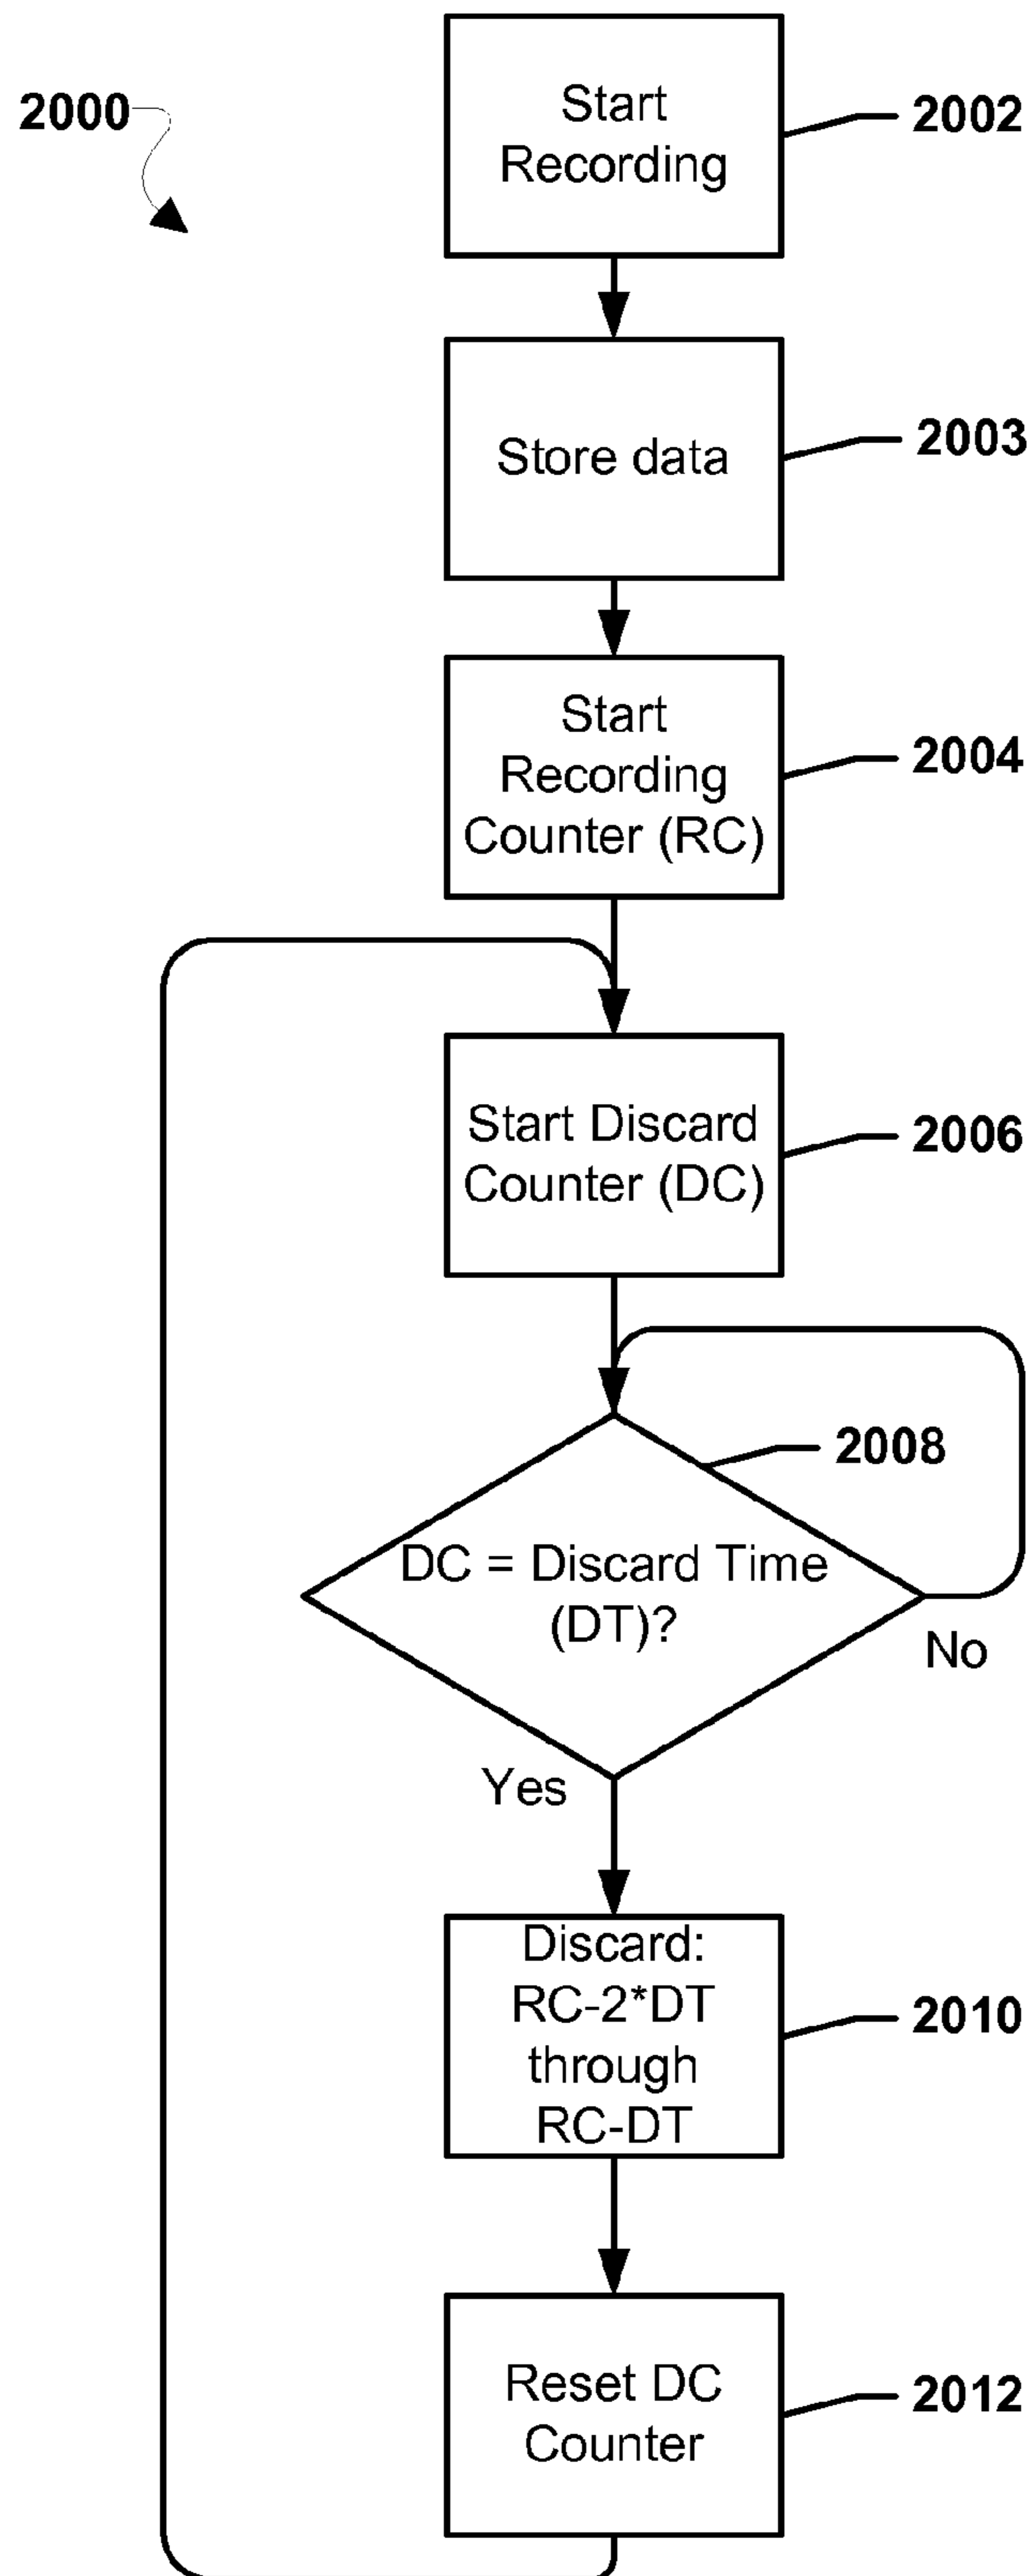 2000
Start
Recording
2002
Store data
2003
Start
Recording
Counter (RC)
2004
Start Discard
Counter (DC)
2006
2008
DC = Discard Time
(DT)?
No
Yes
Discard:
RC-2*DT
through
RC-DT
2010
Reset DC
Counter
2012